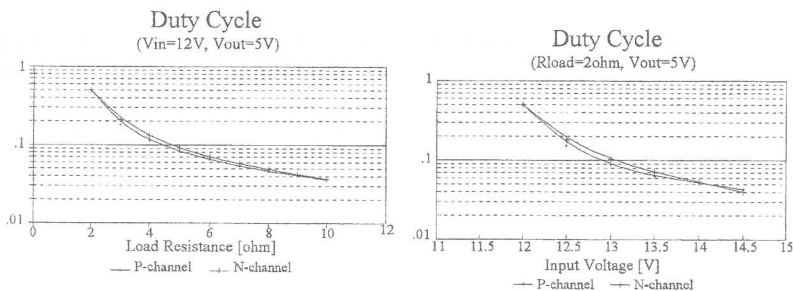 Duty Cycle
(Vin=12V, Vout=5V)
1
.1
.01
0
2
4
6
8
10
12
Load Resistance [ohm]
P-channel
N-channel
Duty Cycle
(Rload=2ohm, Vout=5V)
1
.1
.01
11
11.5
12
12.5
13
13.5
14
14.5
15
Input Voltage [V]
P-channel
N-channel